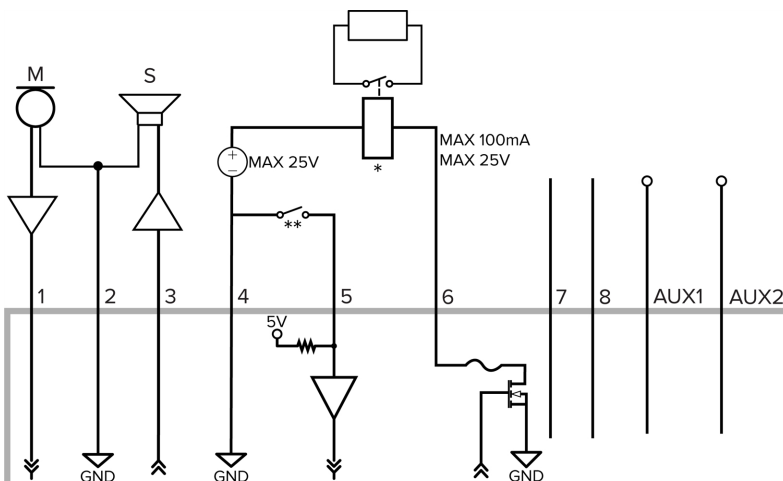 M
S
+
−
MAX 25V
*
MAX 100mA
MAX 25V
**
1
2
3
4
5
6
7
8
AUX1
AUX2
5V
GND
GND
GND